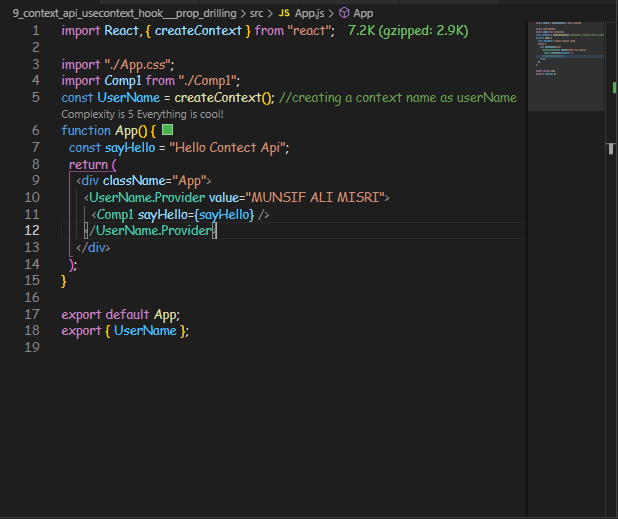 9_context_api_usecontext_hook__prop_drilling > src > JS App.js > App
1 import React, { createContext } from "react"; 7.2K (gzipped: 2.9K)
2
3 import "./App.css";
4 import Comp1 from "./Comp1";
5 const UserName = createContext(); //creating a context name as userName
Complexity is 5 Everything is cool!
6 function App() {
7 const sayHello = "Hello Contect Api";
8 return (
9 <div className="App">
10 <UserName.Provider value="MUNSIF ALI MISRI">
11 <Comp1 sayHello={sayHello} />
12 </UserName.Provider>
13 </div>
14 );
15 }
16
17 export default App;
18 export { UserName };
19